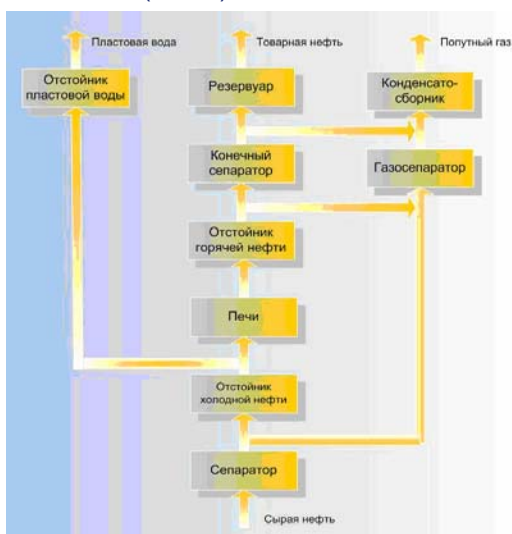 Пластовая вода
Товарная нефть
Попутный газ
Отстойник
пластовой воды
Резервуар
Конденсато-
сборник
Конечный
сепаратор
Газосепаратор
Отстойник
горячей нефти
Печи
Отстойник
холодной нефти
Сепаратор
Сырая нефть